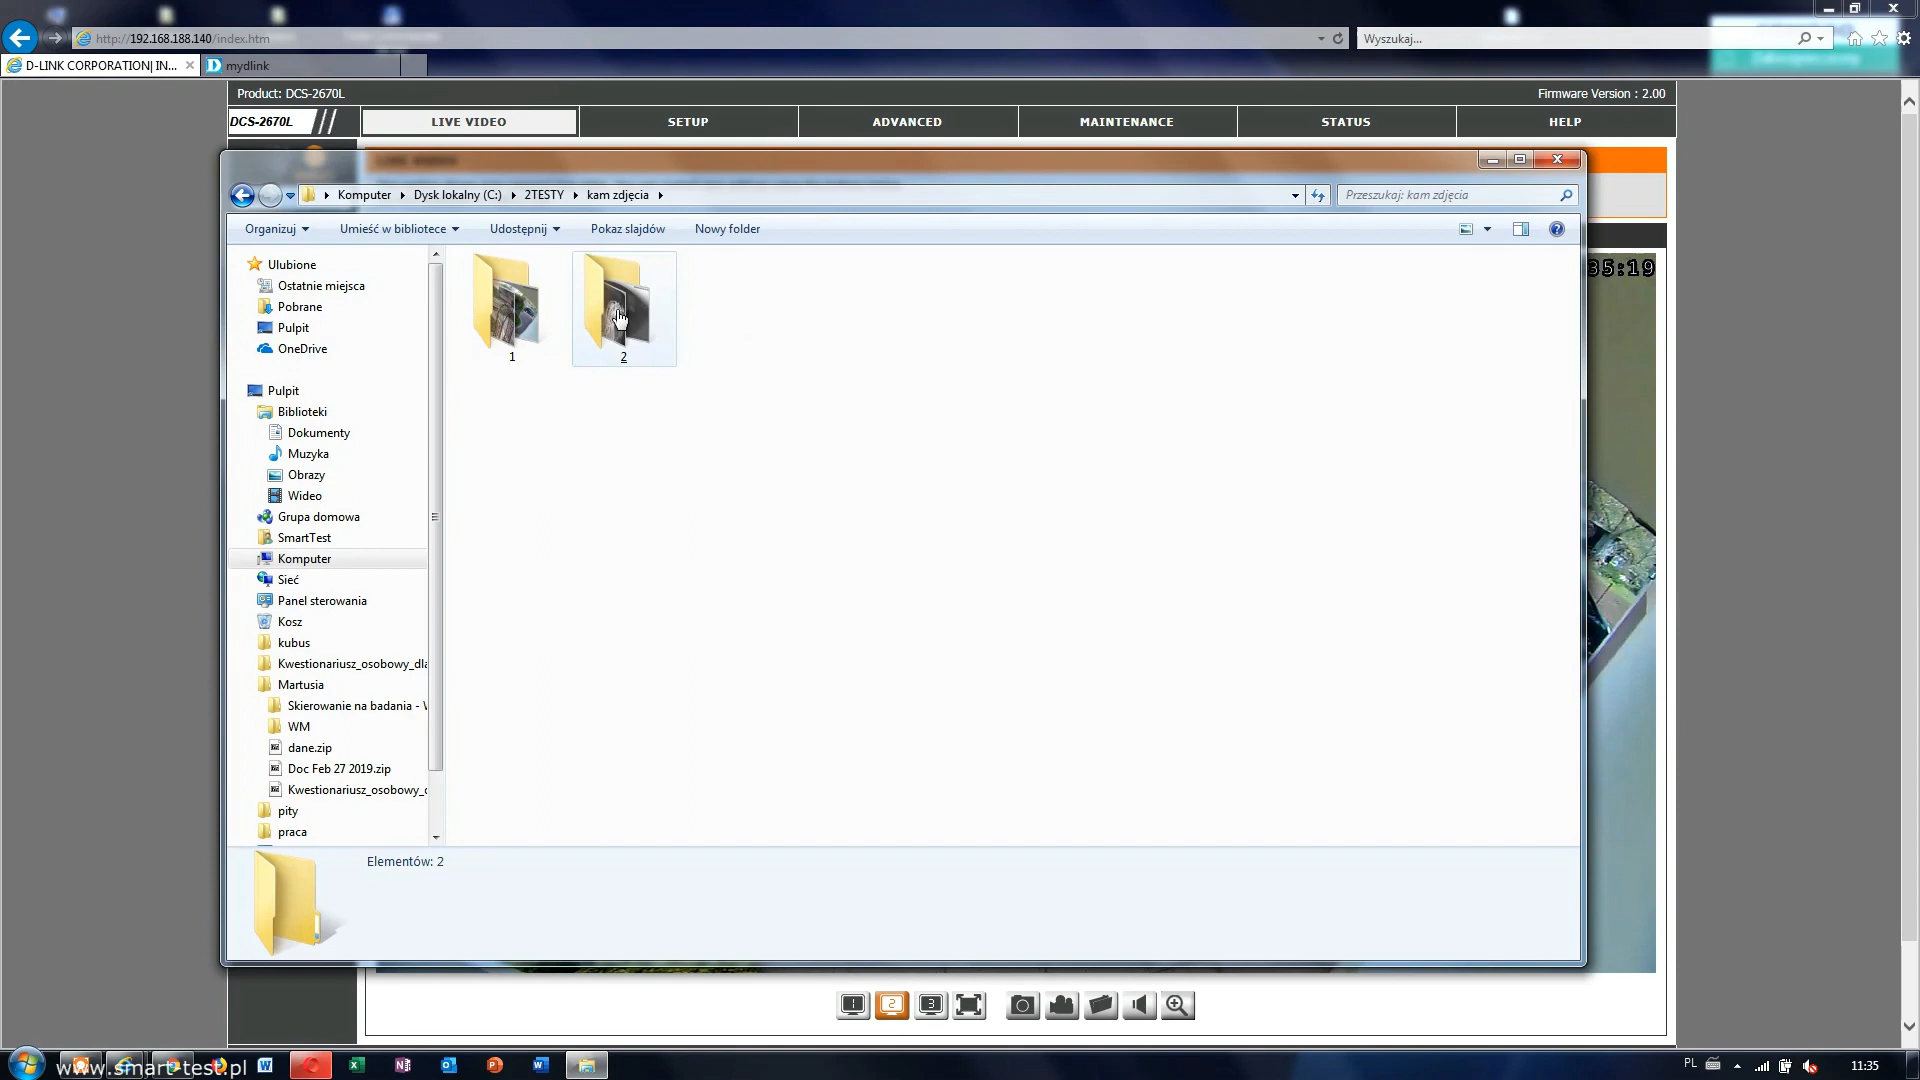 http://192.168.188.140/index.htm
Wyszukaj...
D-LINK CORPORATION| IN...
mydlink
Product: DCS-2670L
Firmware Version : 2.00
DCS-2670L
LIVE VIDEO
SETUP
ADVANCED
MAINTENANCE
STATUS
HELP
LIVE VIDEO
Komputer
Dysk lokalny (C:)
2TESTY
kam zdjęcia
Przeszukaj: kam zdjęcia
Organizuj
Umieść w bibliotece
Udostępnij
Pokaz slajdów
Nowy folder
35:19
Ulubione
Ostatnie miejsca
Pobrane
Pulpit
OneDrive
Pulpit
Biblioteki
Dokumenty
Muzyka
Obrazy
Wideo
Grupa domowa
SmartTest
Komputer
Sieć
Panel sterowania
Kosz
kubus
Kwestionariusz_osobowy_dla
Martusia
Skierowanie na badania -
WM
dane.zip
Doc Feb 27 2019.zip
Kwestionariusz_osobowy_
pity
praca
1
2
Elementów: 2
1
2
3
www.smart-test.pl
PL
11:35